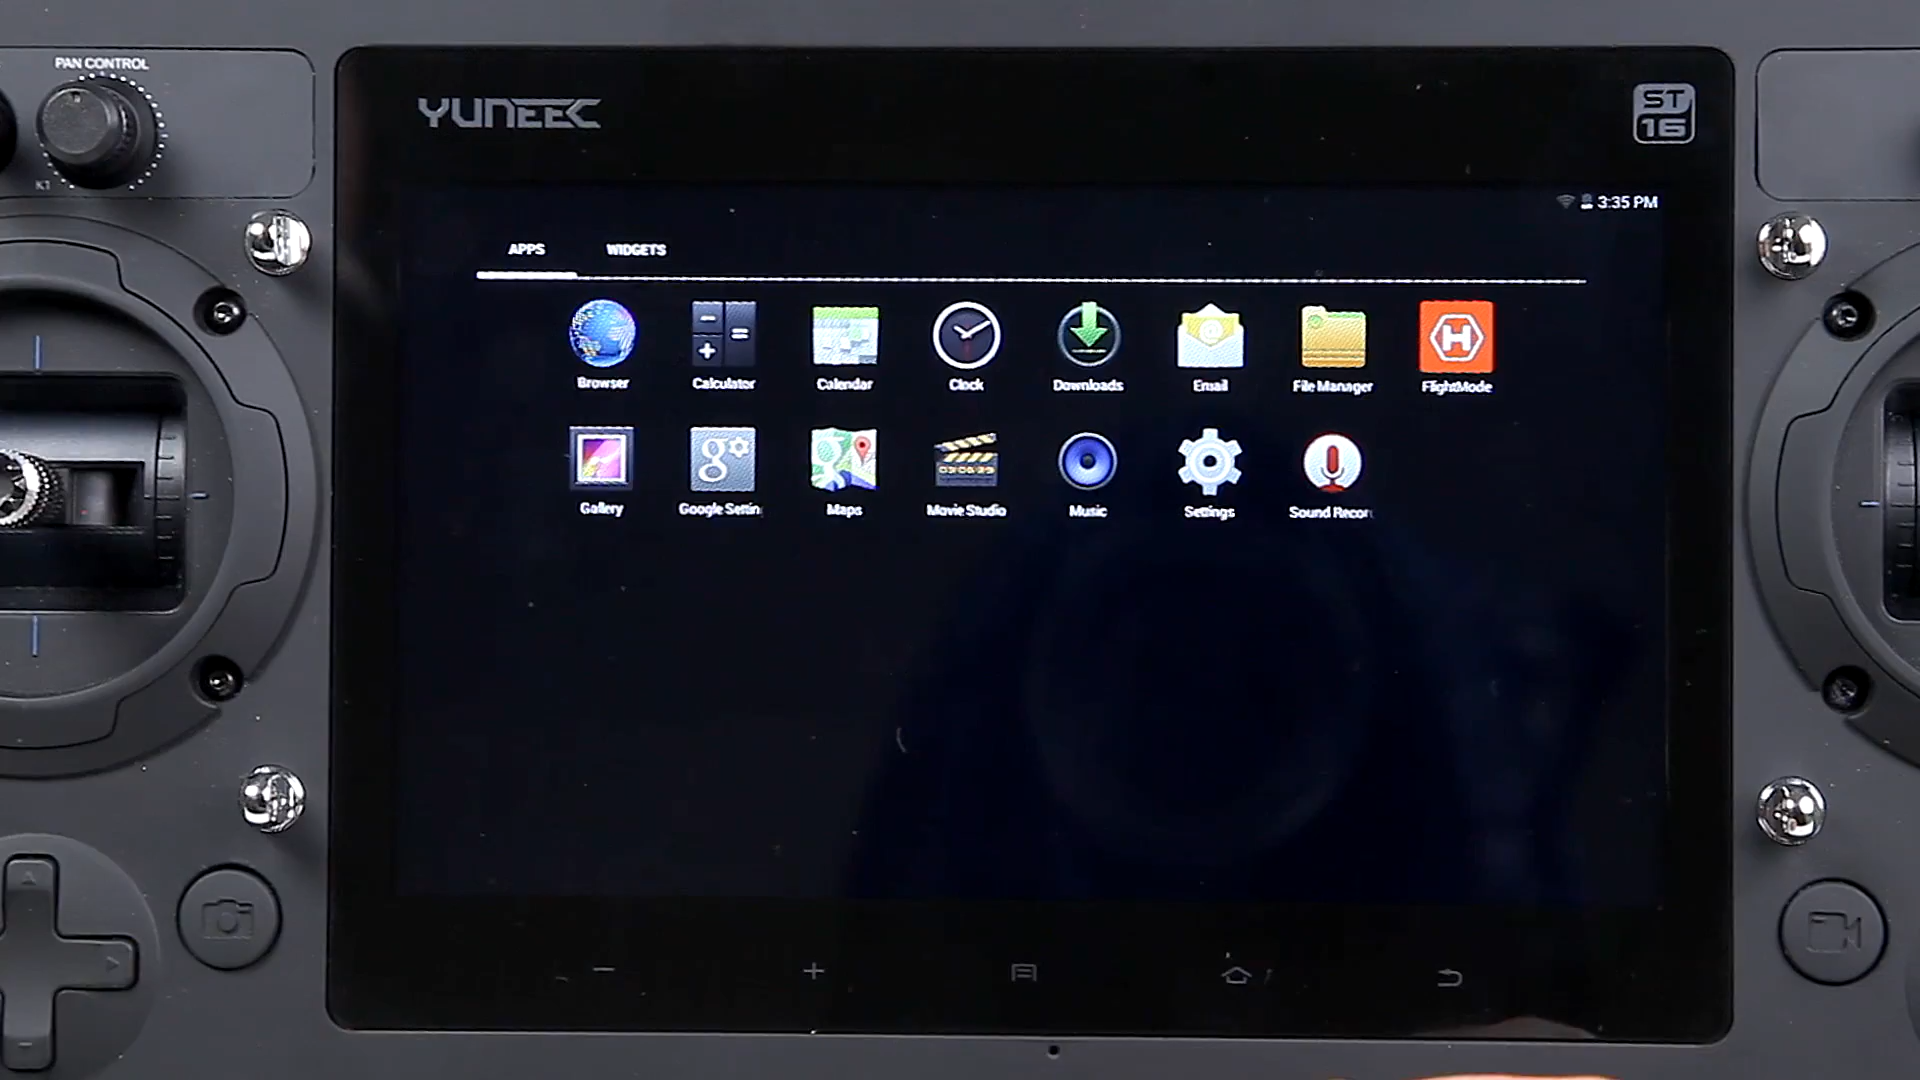 PAN CONTROL
K1
YUNEEC
ST
16
3:35 PM
APPS WIDGETS
Browser Calculator Calendar Clock Downloads Email File Manager FlightMode
Gallery Google Settin Maps Movie Studio Music Settings Sound Recor